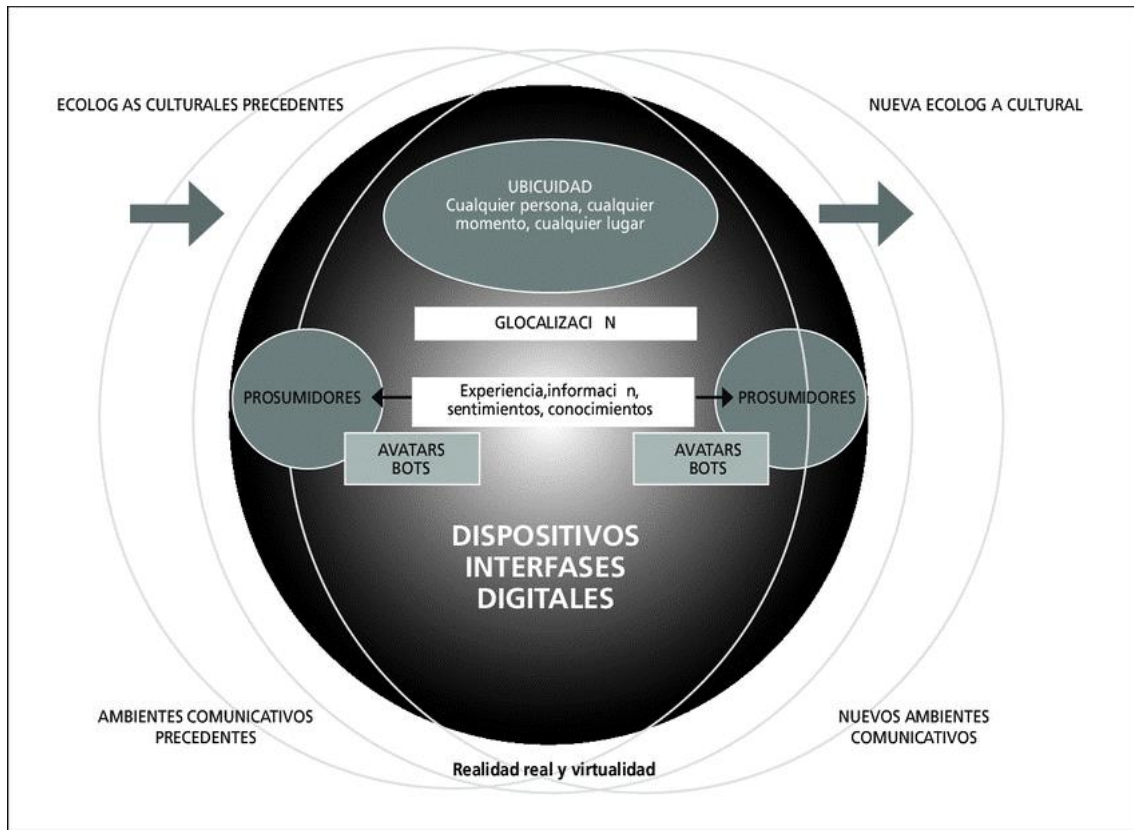 ECOLOG AS CULTURALES PRECEDENTES
NUEVA ECOLOG A CULTURAL
UBICUIDAD
Cualquier persona, cualquier
momento, cualquier lugar
GLOCALIZACI N
PROSUMIDORES
Experiencia,informaci n,
sentimientos, conocimientos
PROSUMIDORES
AVATARS
BOTS
AVATARS
BOTS
DISPOSITIVOS
INTERFASES
DIGITALES
AMBIENTES COMUNICATIVOS
PRECEDENTES
NUEVOS AMBIENTES
COMUNICATIVOS
Realidad real y virtualidad